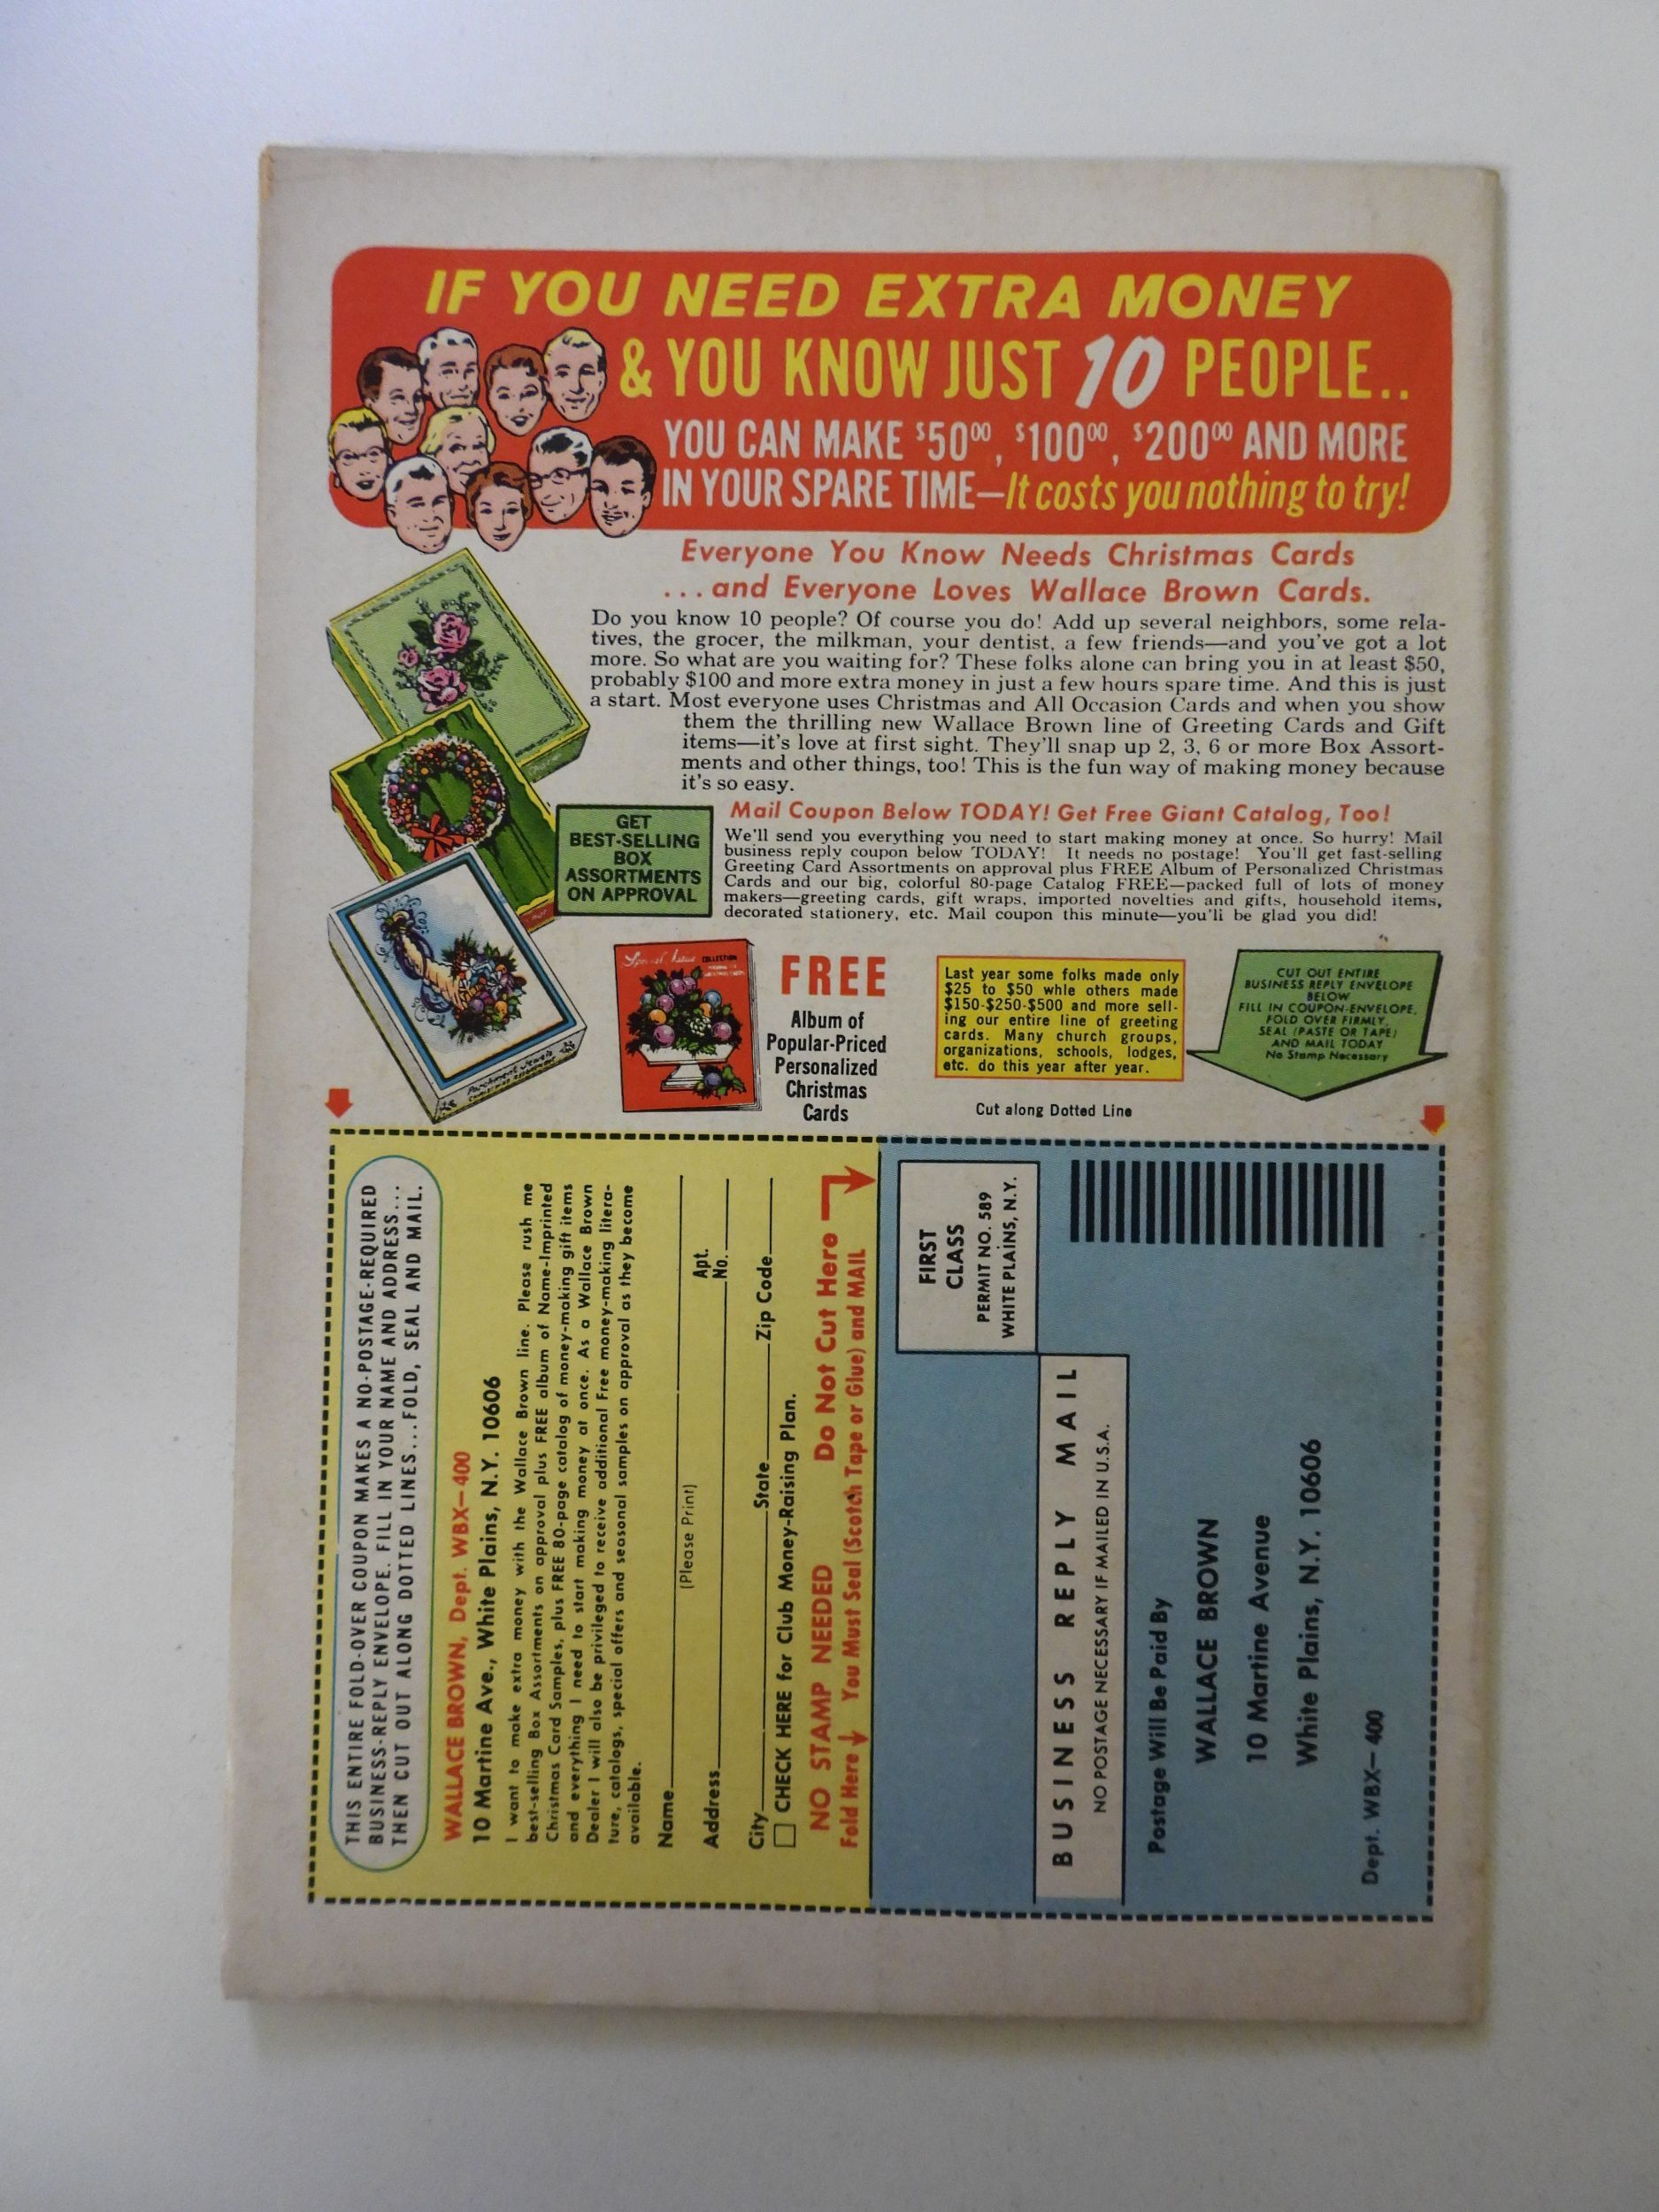 IF YOU NEED EXTRA MONEY
& YOU KNOW JUST 10 PEOPLE..
YOU CAN MAKE $50⁰⁰, $100⁰⁰, $200⁰⁰ AND MORE
IN YOUR SPARE TIME—It costs you nothing to try!
Everyone You Know Needs Christmas Cards
...and Everyone Loves Wallace Brown Cards.
Do you know 10 people? Of course you do! Add up several neighbors, some rela-
tives, the grocer, the milkman, your dentist, a few friends—and you've got a lot
more. So what are you waiting for? These folks alone can bring you in at least $50,
probably $100 and more extra money in just a few hours spare time. And this is just
a start. Most everyone uses Christmas and All Occasion Cards and when you show
them the thrilling new Wallace Brown line of Greeting Cards and Gift
items—it's love at first sight. They'll snap up 2, 3, 6 or more Box Assort-
ments and other things, too! This is the fun way of making money because
it's so easy.
GET
BEST-SELLING
BOX
ASSORTMENTS
ON APPROVAL
Mail Coupon Below TODAY! Get Free Giant Catalog, Too!
We'll send you everything you need to start making money at once. So hurry! Mail
business reply coupon below TODAY! It needs no postage! You'll get fast-selling
Greeting Card Assortments on approval plus FREE Album of Personalized Christmas
Cards and our big, colorful 80-page Catalog FREE—packed full of lots of money
makers—greeting cards, gift wraps, imported novelties and gifts, household items,
decorated stationery, etc. Mail coupon this minute—you'll be glad you did!
Parchment Jewels
Special Issue COLLECTION
FREE
Album of
Popular-Priced
Personalized
Christmas
Cards
Last year some folks made only
$25 to $50 whle others made
$150-$250-$500 and more sell-
ing our entire line of greeting
cards. Many church groups,
organizations, schools, lodges,
etc. do this year after year.
CUT OUT ENTIRE
BUSINESS REPLY ENVELOPE
BELOW
FILL IN COUPON-ENVELOPE,
FOLD OVER FIRMLY,
SEAL (PASTE OR TAPE)
AND MAIL TODAY
No Stamp Necessary
Cut along Dotted Line
THIS ENTIRE FOLD-OVER COUPON MAKES A NO-POSTAGE-REQUIRED
BUSINESS-REPLY ENVELOPE. FILL IN YOUR NAME AND ADDRESS...
THEN CUT OUT ALONG DOTTED LINES...FOLD, SEAL AND MAIL.
WALLACE BROWN, Dept. WBX—400
10 Martine Ave., White Plains, N.Y. 10606
I want to make extra money with the Wallace Brown line. Please rush me
best-selling Box Assortments on approval plus FREE album of Name-Imprinted
Christmas Card Samples, plus FREE 80-page catalog of money-making gift items
and everything I need to start making money at once. As a Wallace Brown
Dealer I will also be privileged to receive additional Free money-making litera-
ture, catalogs, special offers and seasonal samples on approval as they become
available.
Name
(Please Print)
Address Apt. No.
City State Zip Code
CHECK HERE for Club Money-Raising Plan.
NO STAMP NEEDED Do Not Cut Here
Fold Here You Must Seal (Scotch Tape or Glue) and MAIL
FIRST
CLASS
PERMIT NO. 589
WHITE PLAINS, N.Y.
BUSINESS REPLY MAIL
NO POSTAGE NECESSARY IF MAILED IN U.S.A.
Postage Will Be Paid By
WALLACE BROWN
10 Martine Avenue
White Plains, N.Y. 10606
Dept. WBX—400